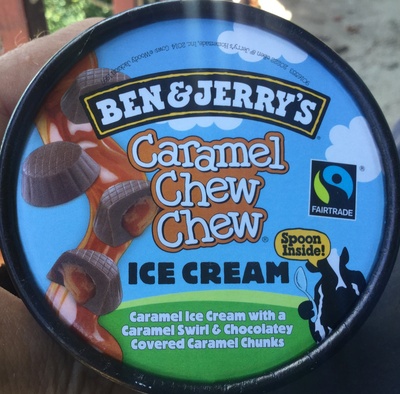 BEN & JERRY'S
Caramel
Chew
Chew®
ICE CREAM
FAIRTRADE
Spoon
Inside!
Caramel Ice Cream with a
Caramel Swirl & Chocolatey
Covered Caramel Chunks